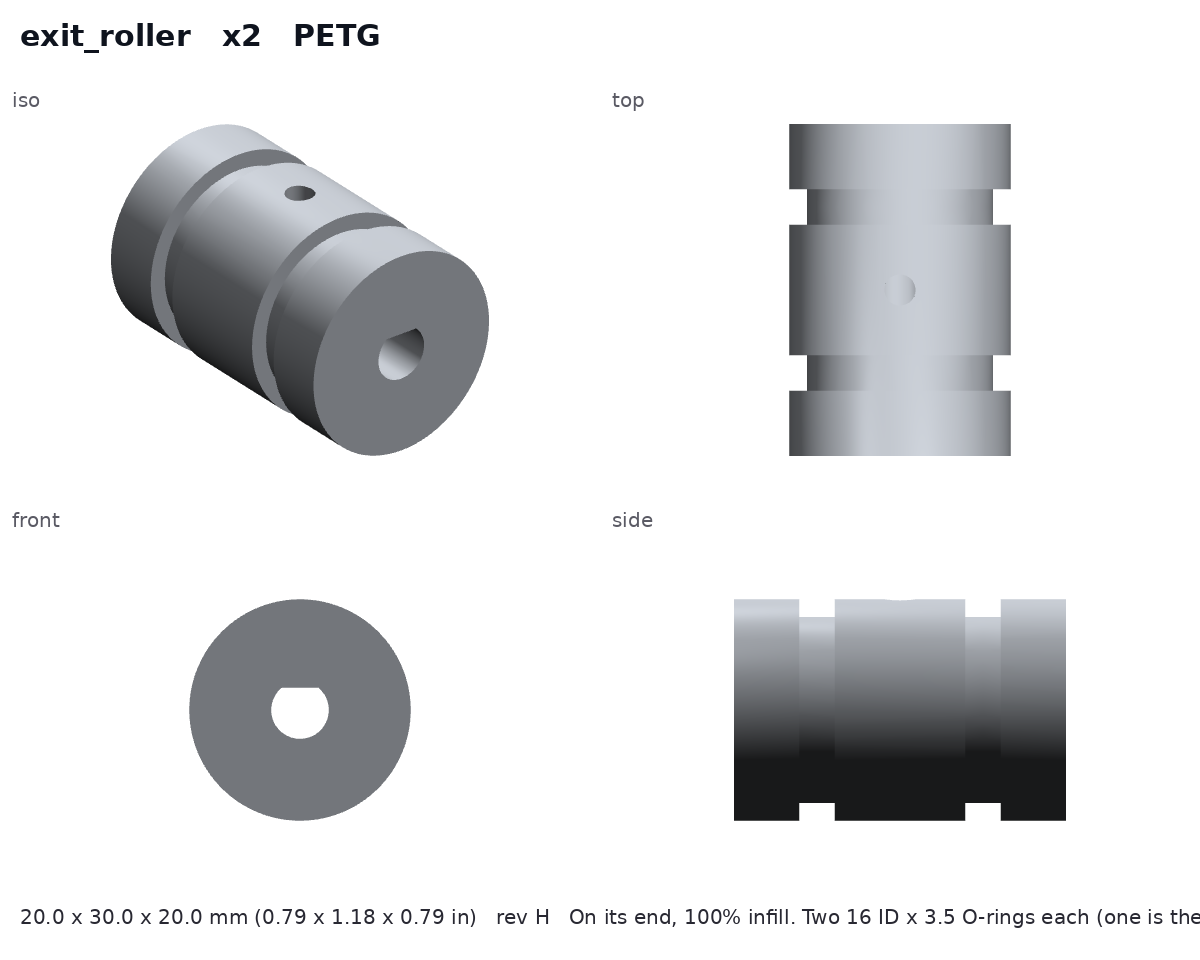 exit_roller x2 PETG
iso
top
front
side
20.0 x 30.0 x 20.0 mm (0.79 x 1.18 x 0.79 in) rev H On its end, 100% infill. Two 16 ID x 3.5 O-rings each (one is the